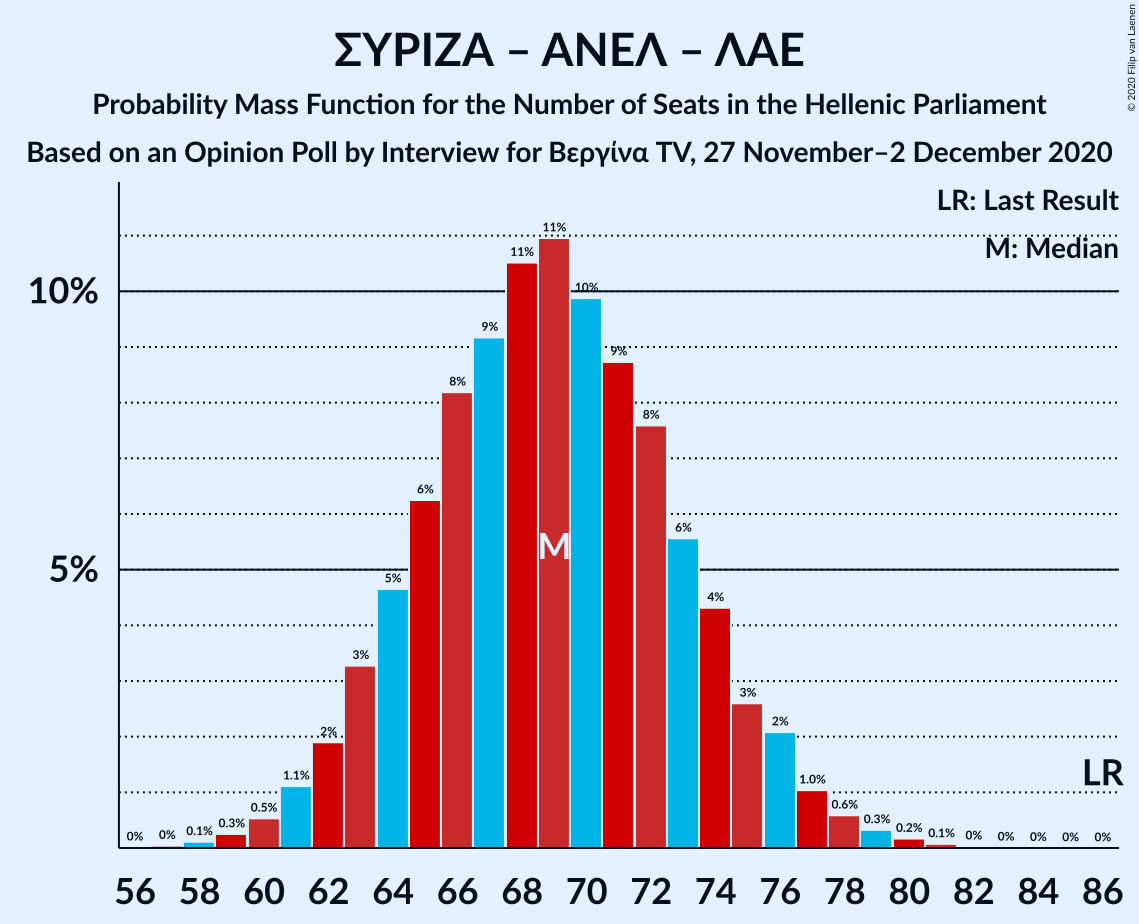 ΣΥΡΙΖΑ – ΑΝΕΛ – ΛΑΕ
Probability Mass Function for the Number of Seats in the Hellenic Parliament
Based on an Opinion Poll by Interview for Βεργίνα TV, 27 November–2 December 2020
© 2020 Filip van Laenen
LR: Last Result
M: Median
10%
5%
0% 0% 0.1% 0.3% 0.5% 1.1% 2% 3% 5% 6% 8% 9% 11% 11% 10% 9% 8% 6% 4% 3% 2% 1.0% 0.6% 0.3% 0.2% 0.1% 0% 0% 0% 0% 0%
M
LR
56 58 60 62 64 66 68 70 72 74 76 78 80 82 84 86